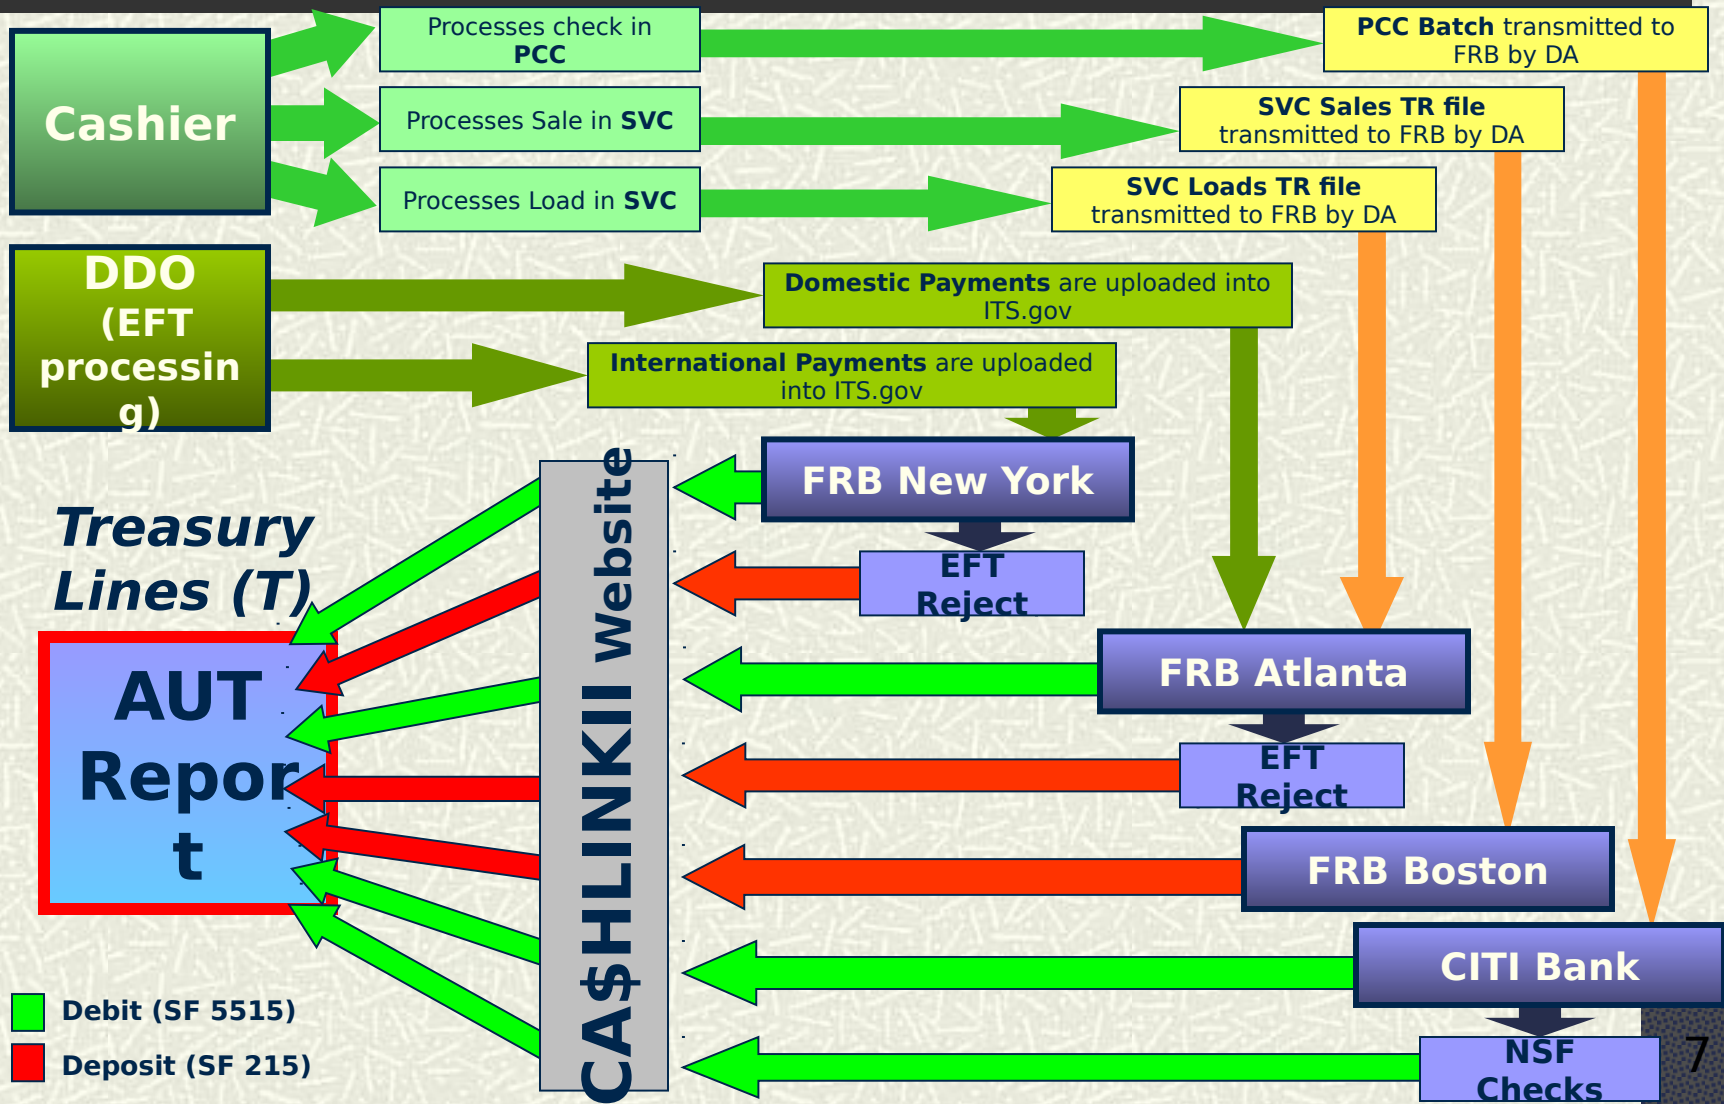 Cashier
Processes check in
PCC
PCC Batch transmitted to
FRB by DA
Processes Sale in SVC
SVC Sales TR file
transmitted to FRB by DA
Processes Load in SVC
SVC Loads TR file
transmitted to FRB by DA
DDO
(EFT
processin
g)
Domestic Payments are uploaded into
ITS.gov
International Payments are uploaded
into ITS.gov
FRB New York
EFT
Reject
FRB Atlanta
EFT
Reject
FRB Boston
CITI Bank
NSF
Checks
CA$HLINKII Website
Treasury
Lines (T)
AUT
Repor
t
Debit (SF 5515)
Deposit (SF 215)
7